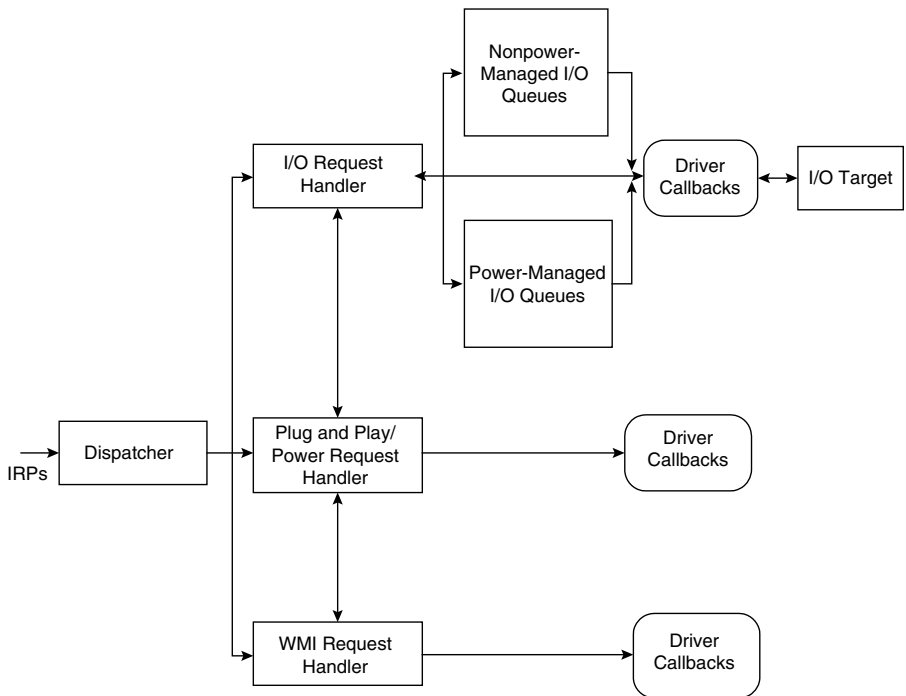 Nonpower-
Managed I/O
Queues
I/O Request
Handler
Driver
Callbacks
I/O Target
Power-Managed
I/O Queues
Dispatcher
IRPs
Plug and Play/
Power Request
Handler
Driver
Callbacks
WMI Request
Handler
Driver
Callbacks